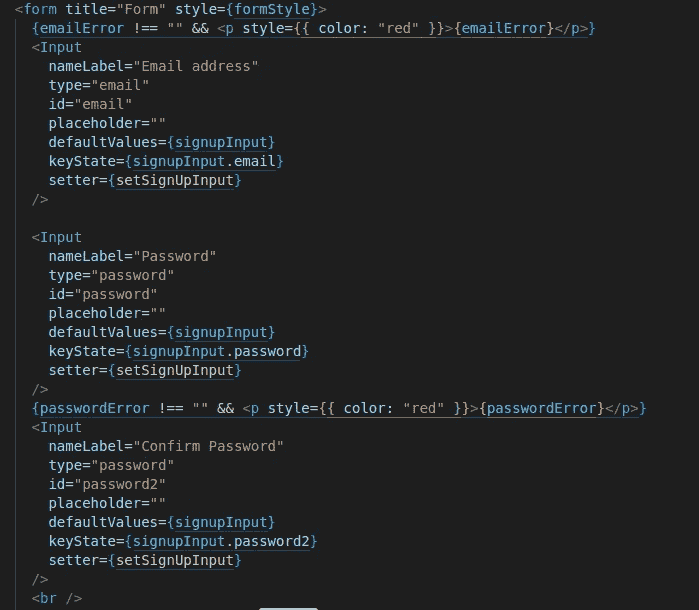 <form title="Form" style={formStyle}>
{emailError !== "" && <p style={{ color: "red" }}>{emailError}</p>}
<Input
nameLabel="Email address"
type="email"
id="email"
placeholder=""
defaultValues={signupInput}
keyState={signupInput.email}
setter={setSignUpInput}
/>
<Input
nameLabel="Password"
type="password"
id="password"
placeholder=""
defaultValues={signupInput}
keyState={signupInput.password}
setter={setSignUpInput}
/>
{passwordError !== "" && <p style={{ color: "red" }}>{passwordError}</p>}
<Input
nameLabel="Confirm Password"
type="password"
id="password2"
placeholder=""
defaultValues={signupInput}
keyState={signupInput.password2}
setter={setSignUpInput}
/>
<br />